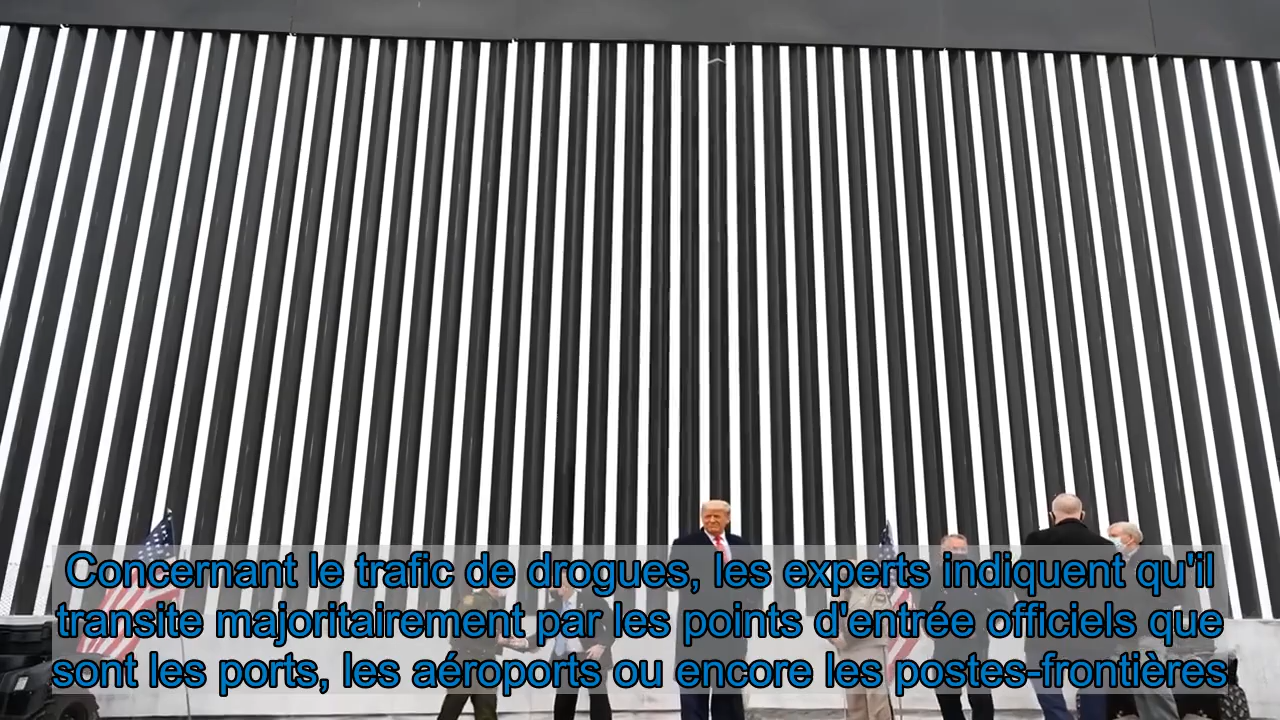 Concernant le trafic de drogues, les experts indiquent qu'il
transite majoritairement par les points d'entrée officiels que
sont les ports, les aéroports ou encore les postes-frontières